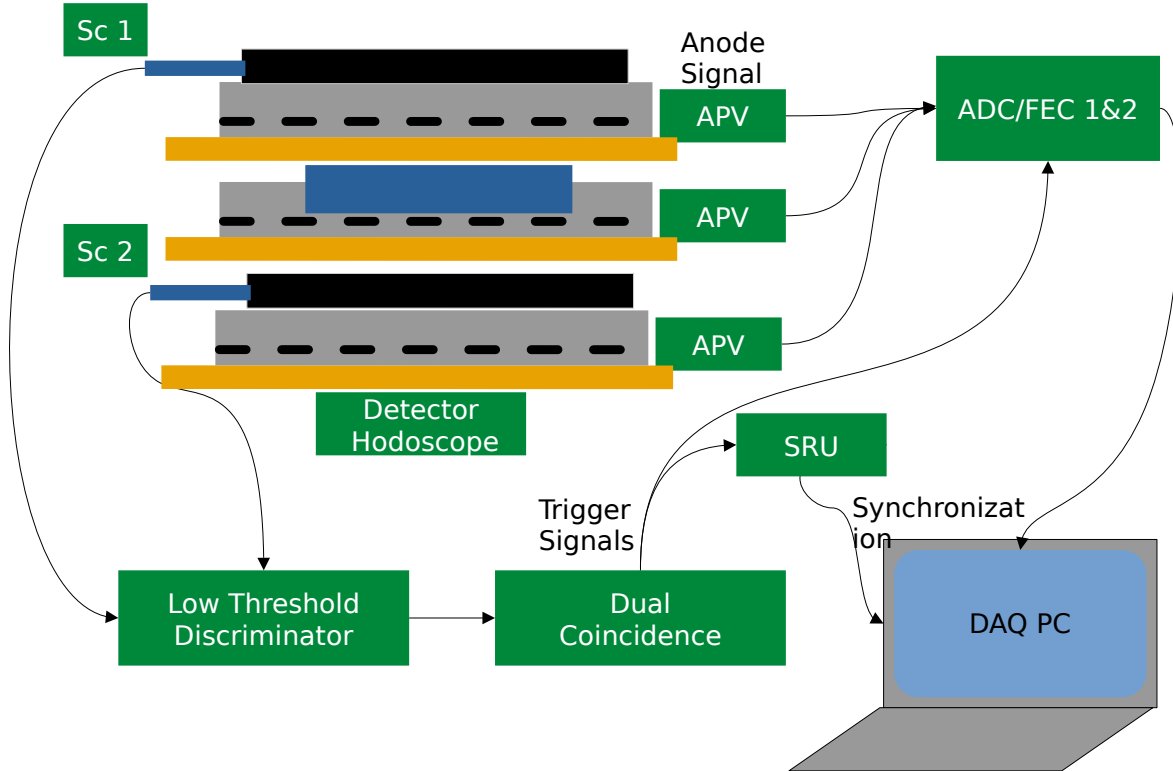 Sc 1
Anode
Signal
APV
ADC/FEC 1&2
APV
Sc 2
APV
Detector
Hodoscope
SRU
Trigger
Signals
Synchronizat
ion
Low Threshold
Discriminator
Dual
Coincidence
DAQ PC